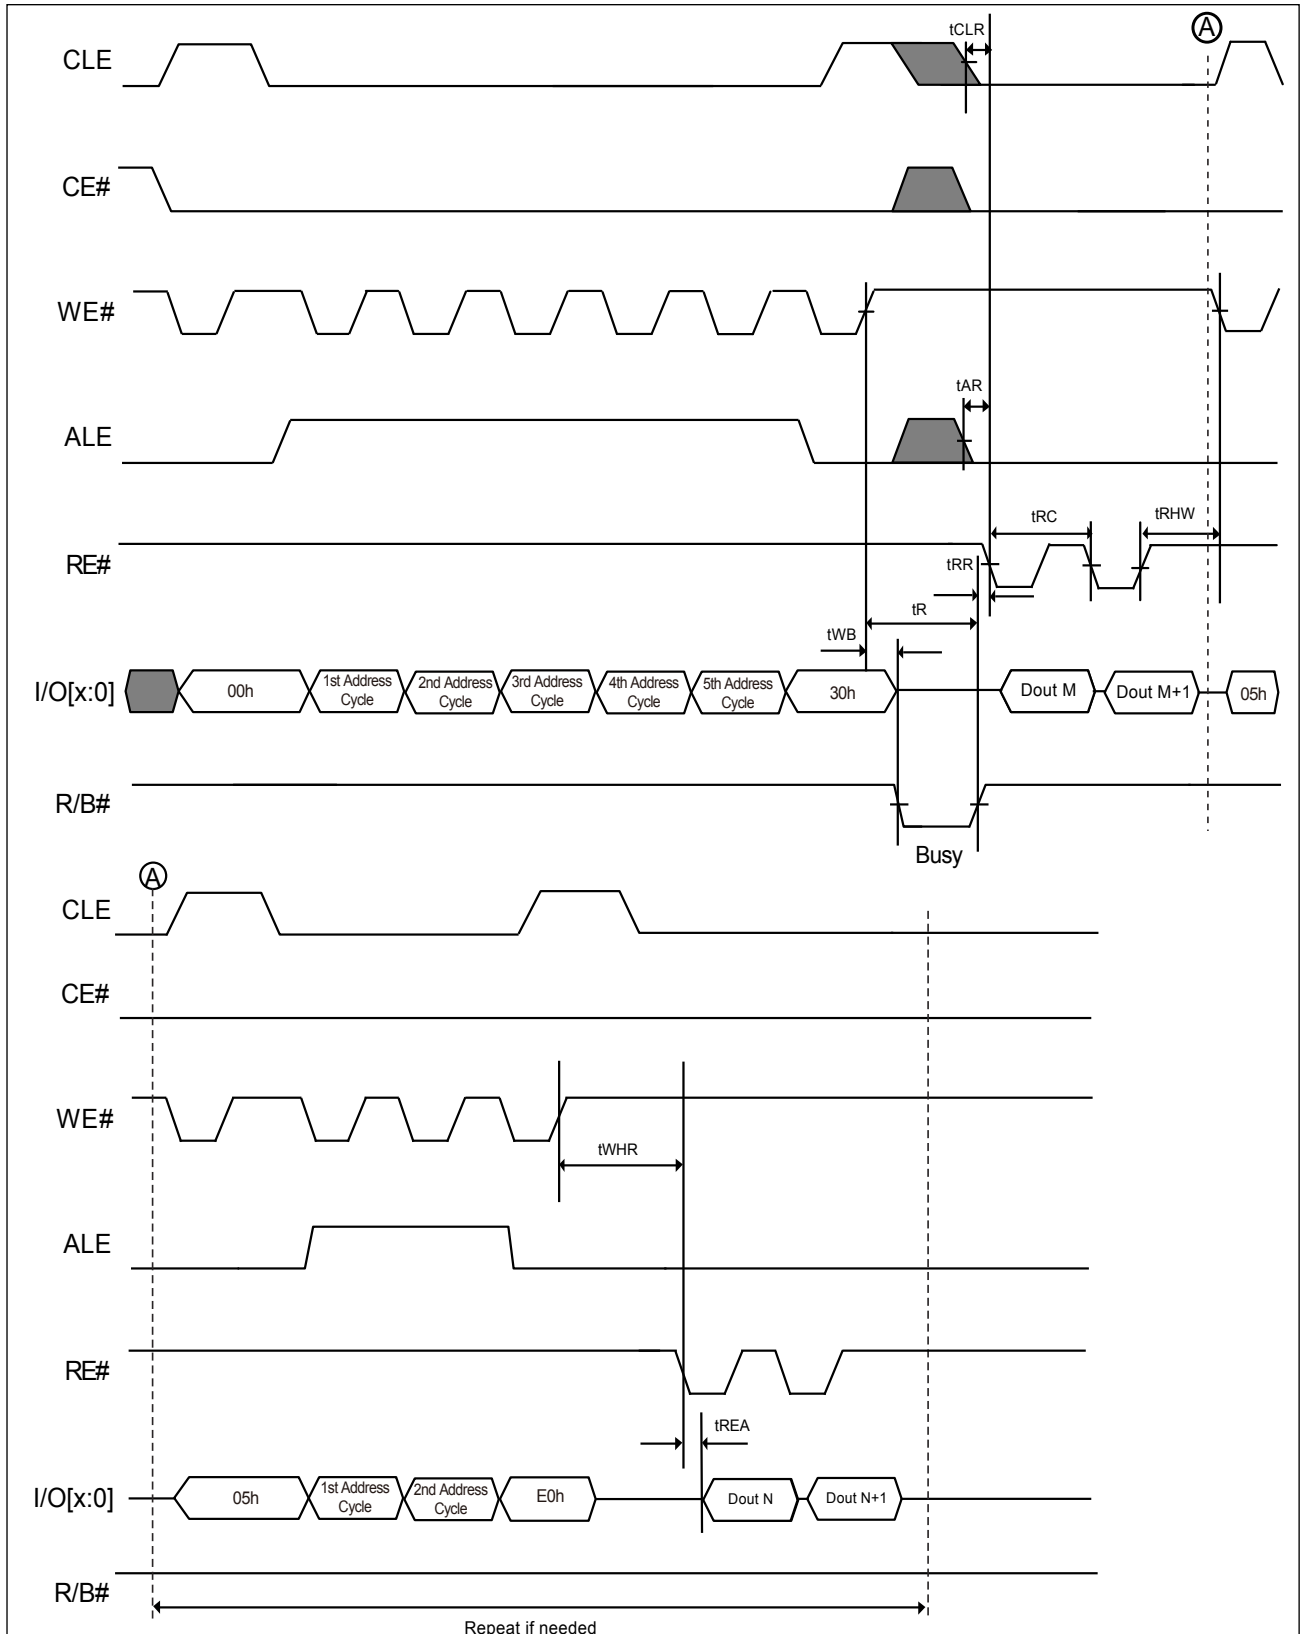 tCLR
A
CLE
CE#
WE#
tAR
ALE
tRC
tRHW
RE#
tRR
tR
tWB
I/O[x:0]
00h
1st Address
Cycle
2nd Address
Cycle
3rd Address
Cycle
4th Address
Cycle
5th Address
Cycle
30h
Dout M
Dout M+1
05h
R/B#
Busy
A
CLE
CE#
WE#
tWHR
ALE
RE#
tREA
I/O[x:0]
05h
1st Address
Cycle
2nd Address
Cycle
E0h
Dout N
Dout N+1
R/B#
Repeat if needed